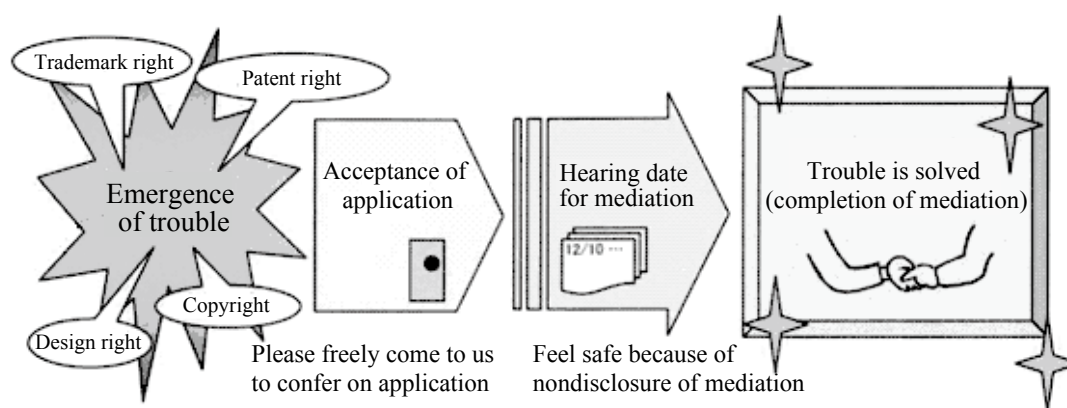 Trademark right
Patent right
Emergence
of trouble
Design right
Copyright
Acceptance of
application
Please freely come to us
to confer on application
Hearing date
for mediation
12/10 ...
Feel safe because of
nondisclosure of mediation
Trouble is solved
(completion of mediation)